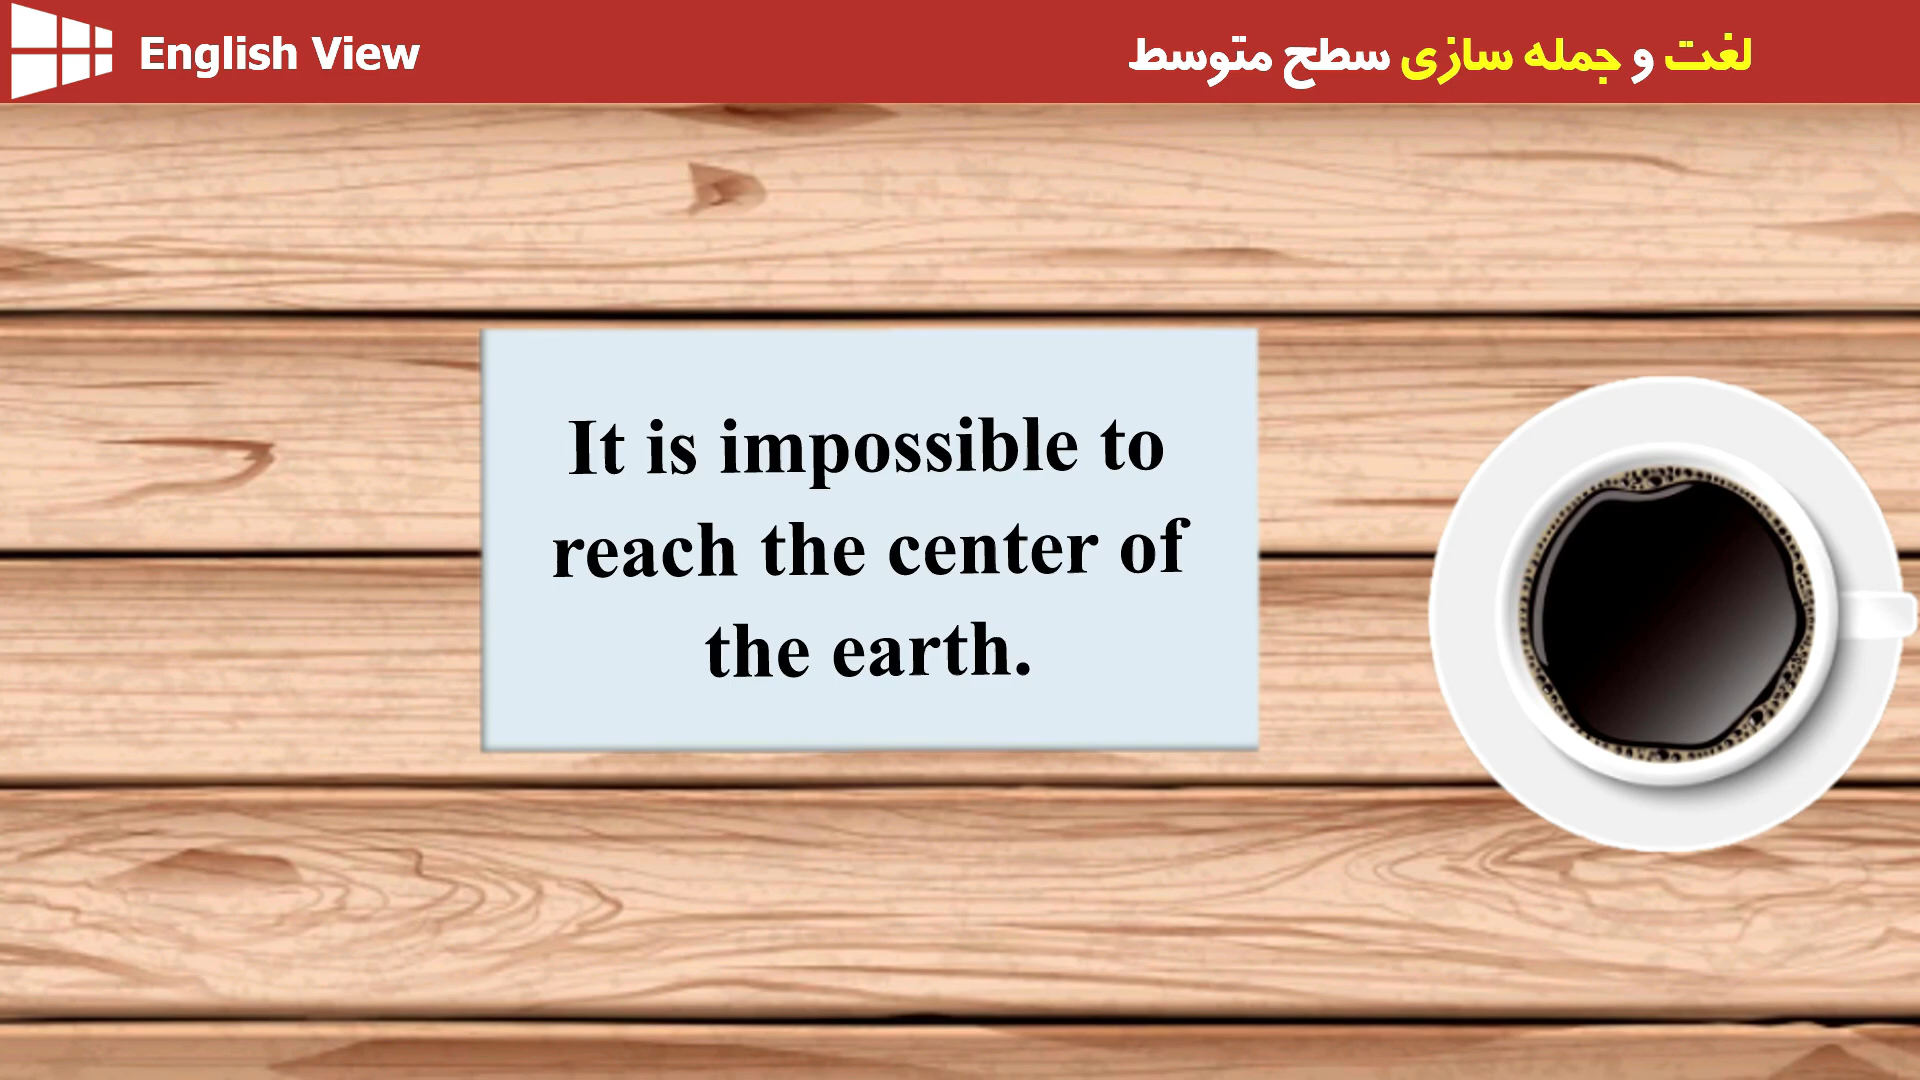 English View
لغت و جمله سازی سطح متوسط
It is impossible to
reach the center of
the earth.